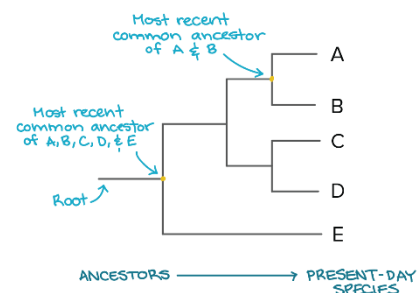 Most recent
common ancestor
of A & B
A
B
Most recent
common ancestor
of A, B, C, D, & E
C
D
Root
E
ANCESTORS
PRESENT-DAY
SPECIES